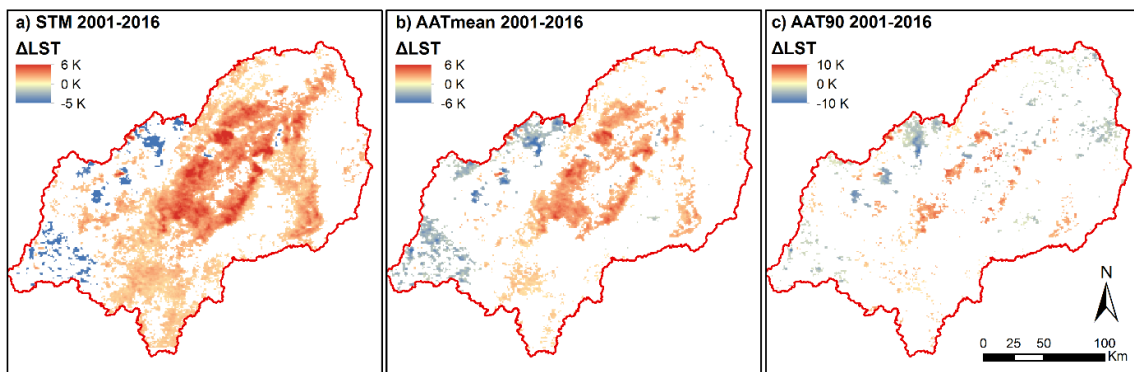 a) STM 2001-2016
ΔLST
6 K
0 K
-5 K
b) AATmean 2001-2016
ΔLST
6 K
0 K
-6 K
c) AAT90 2001-2016
ΔLST
10 K
0 K
-10 K
N
0 25 50 100
Km